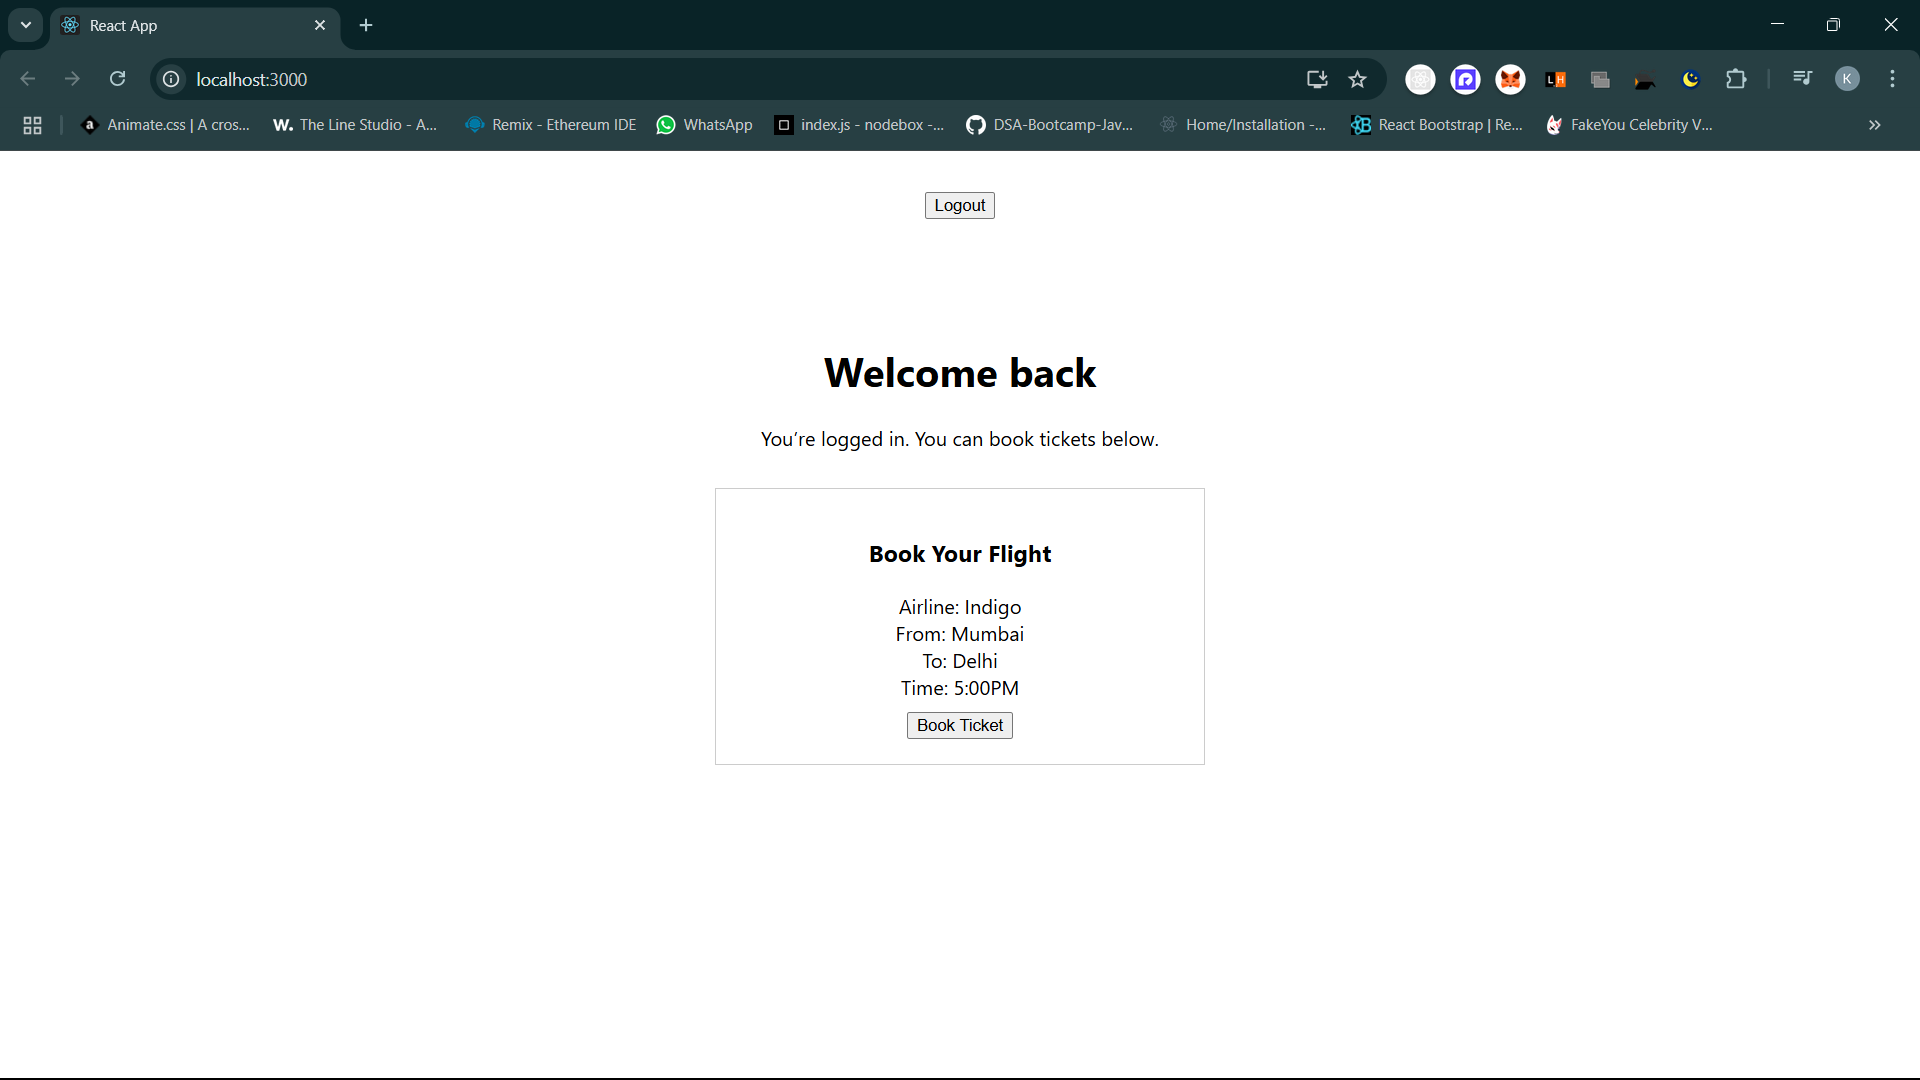 React App
localhost:3000
K
a Animate.css | A cros...
W. The Line Studio - A...
Remix - Ethereum IDE
WhatsApp
index.js - nodebox -...
DSA-Bootcamp-Jav...
Home/Installation -...
React Bootstrap | Re...
FakeYou Celebrity V...
Logout
Welcome back
You’re logged in. You can book tickets below.
Book Your Flight
Airline: Indigo
From: Mumbai
To: Delhi
Time: 5:00PM
Book Ticket